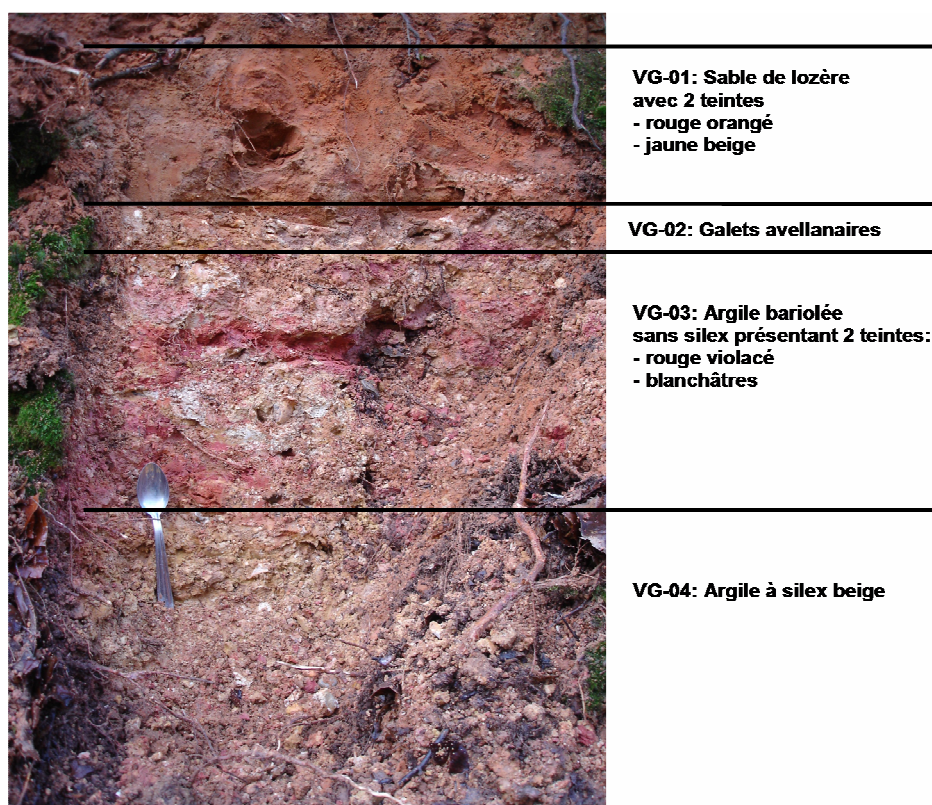 VG-01: Sable de lozère
avec 2 teintes
- rouge orangé
- jaune beige
VG-02: Galets avellanaires
VG-03: Argile bariolée
sans silex présentant 2 teintes:
- rouge violacé
- blanchâtres
VG-04: Argile à silex beige